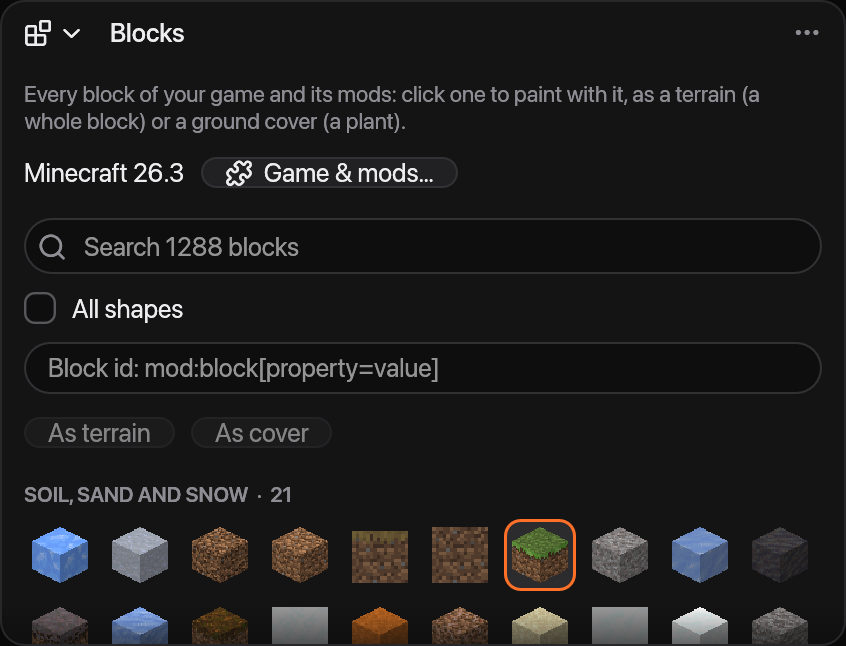 Blocks
Every block of your game and its mods: click one to paint with it, as a terrain (a
whole block) or a ground cover (a plant).
Minecraft 26.3
Game & mods...
Search 1288 blocks
All shapes
Block id: mod:block[property=value]
As terrain
As cover
SOIL, SAND AND SNOW · 21